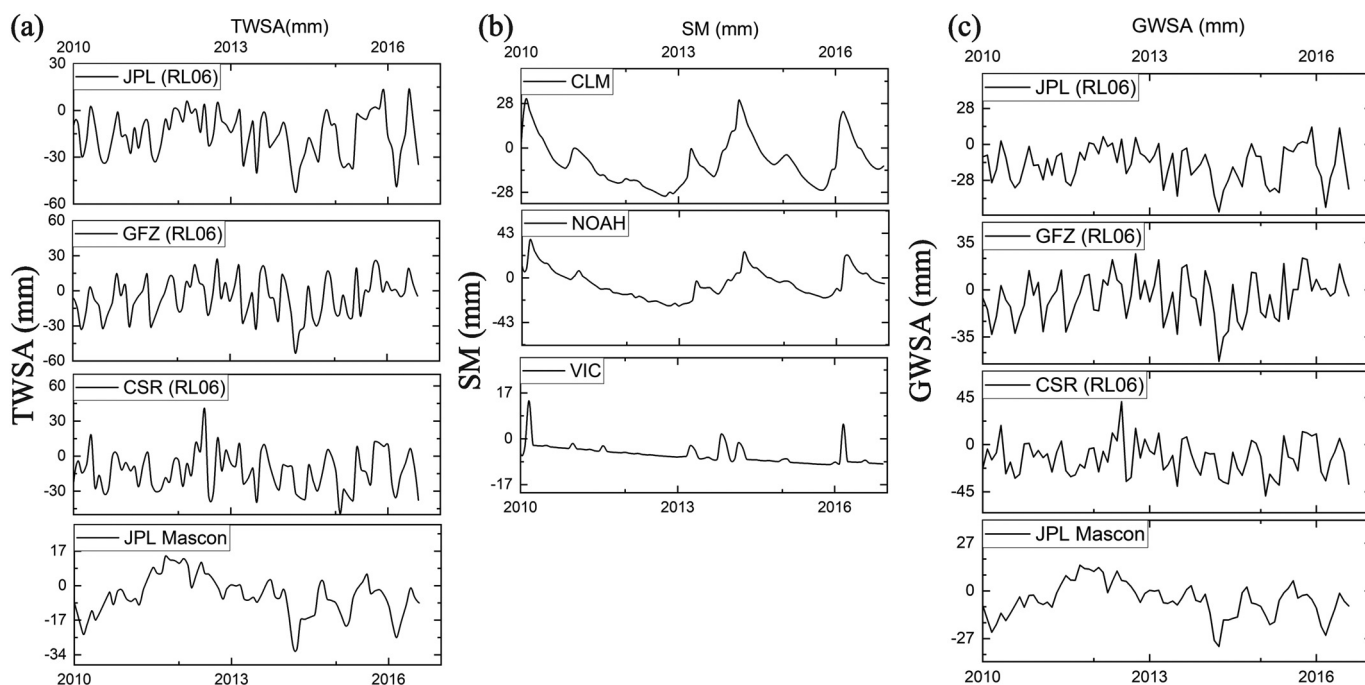 (a)
TWSA(mm)
2010 2013 2016
30
0
-30
-60
JPL (RL06)
60
30
0
-30
-60
GFZ (RL06)
60
30
0
-30
CSR (RL06)
17
0
-17
-34
JPL Mascon
2010 2013 2016
TWSA (mm)
(b)
SM (mm)
2010 2013 2016
28
0
-28
CLM
43
0
-43
NOAH
17
0
-17
VIC
2010 2013 2016
SM (mm)
(c)
GWSA (mm)
2010 2013 2016
28
0
-28
JPL (RL06)
35
0
-35
GFZ (RL06)
45
0
-45
CSR (RL06)
27
0
-27
JPL Mascon
2010 2013 2016
GWSA (mm)